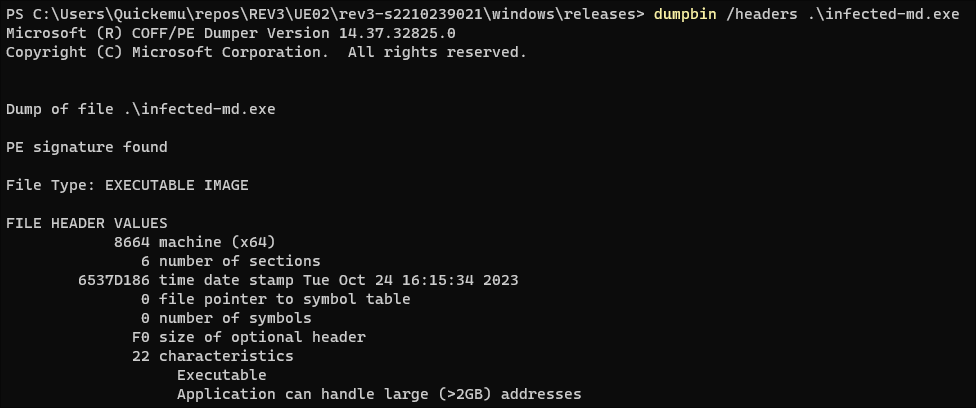 PS C:\Users\Quickemu\repos\REV3\UE02\rev3-s2210239021\windows\releases> dumpbin /headers .\infected-md.exe
Microsoft (R) COFF/PE Dumper Version 14.37.32825.0
Copyright (C) Microsoft Corporation.  All rights reserved.
Dump of file .\infected-md.exe
PE signature found
File Type: EXECUTABLE IMAGE
FILE HEADER VALUES
            8664 machine (x64)
               6 number of sections
        6537D186 time date stamp Tue Oct 24 16:15:34 2023
               0 file pointer to symbol table
               0 number of symbols
              F0 size of optional header
              22 characteristics
                   Executable
                   Application can handle large (>2GB) addresses